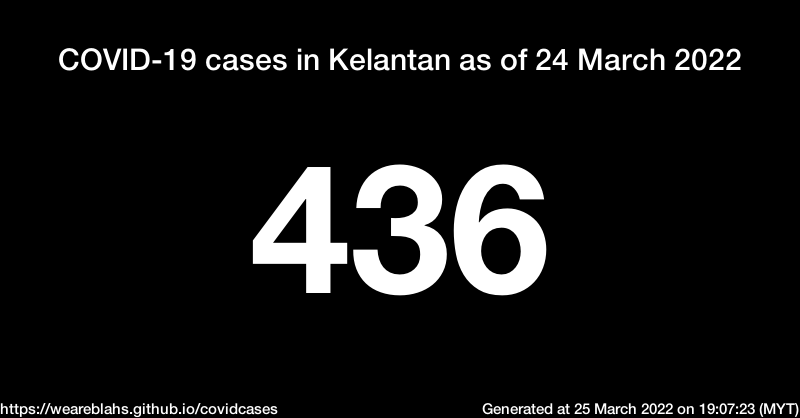 COVID-19 cases in Kelantan as of 24 March 2022
436
https://weareblahs.github.io/covidcases
Generated at 25 March 2022 on 19:07:23 (MYT)